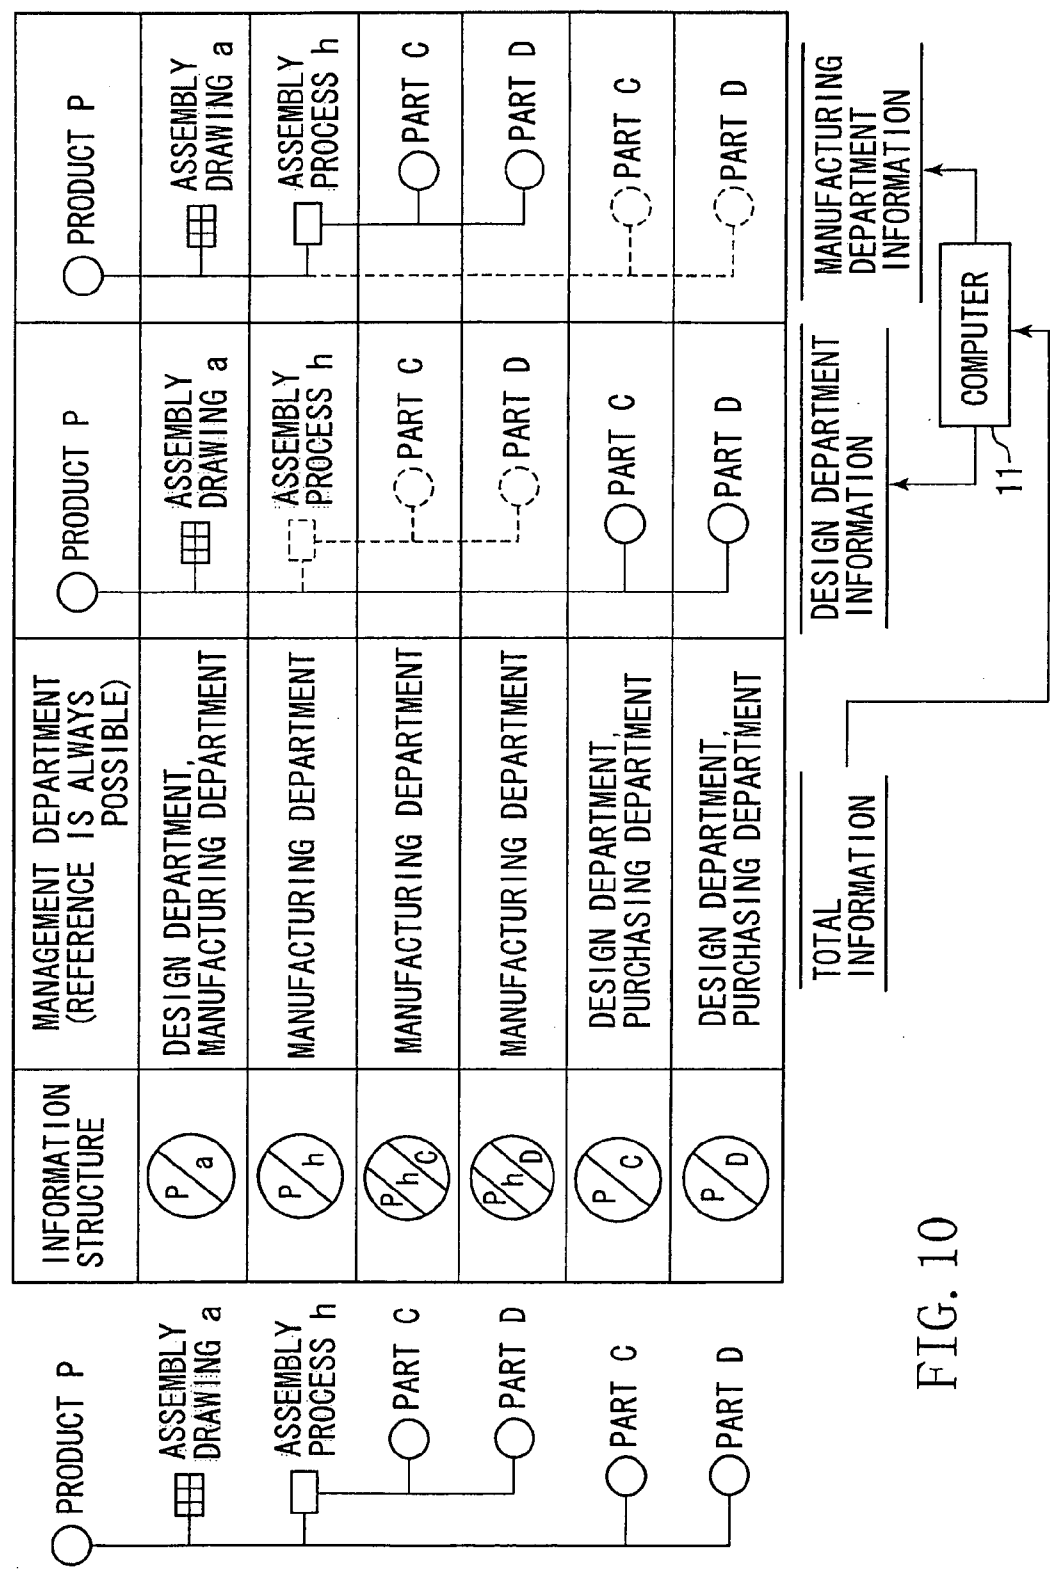 PRODUCT P
ASSEMBLY
DRAWING a
ASSEMBLY
PROCESS h
PART C
PART D
PART C
PART D
INFORMATION
STRUCTURE
P
a
P
h
P
h
C
P
h
D
P
C
P
D
MANAGEMENT DEPARTMENT
(REFERENCE IS ALWAYS
POSSIBLE)
DESIGN DEPARTMENT,
MANUFACTURING DEPARTMENT
MANUFACTURING DEPARTMENT
MANUFACTURING DEPARTMENT
MANUFACTURING DEPARTMENT
DESIGN DEPARTMENT,
PURCHASING DEPARTMENT
DESIGN DEPARTMENT,
PURCHASING DEPARTMENT
PRODUCT P
ASSEMBLY
DRAWING a
ASSEMBLY
PROCESS h
PART C
PART D
PART C
PART D
PRODUCT P
ASSEMBLY
DRAWING a
ASSEMBLY
PROCESS h
PART C
PART D
PART C
PART D
TOTAL
INFORMATION
DESIGN DEPARTMENT
INFORMATION
MANUFACTURING
DEPARTMENT
INFORMATION
COMPUTER
11
FIG. 10